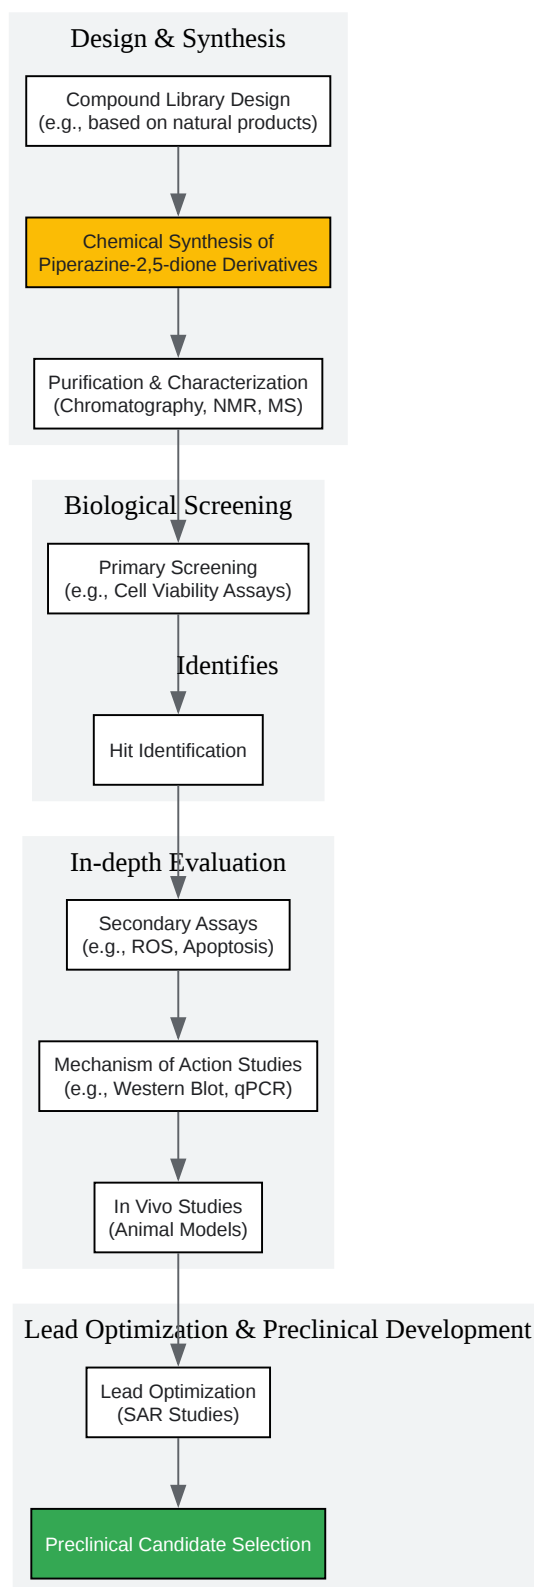 Design & Synthesis
Compound Library Design
(e.g., based on natural products)
Chemical Synthesis of
Piperazine-2,5-dione Derivatives
Purification & Characterization
(Chromatography, NMR, MS)
Biological Screening
Primary Screening
(e.g., Cell Viability Assays)
Identifies
Hit Identification
In-depth Evaluation
Secondary Assays
(e.g., ROS, Apoptosis)
Mechanism of Action Studies
(e.g., Western Blot, qPCR)
In Vivo Studies
(Animal Models)
Lead Optimization & Preclinical Development
Lead Optimization
(SAR Studies)
Preclinical Candidate Selection